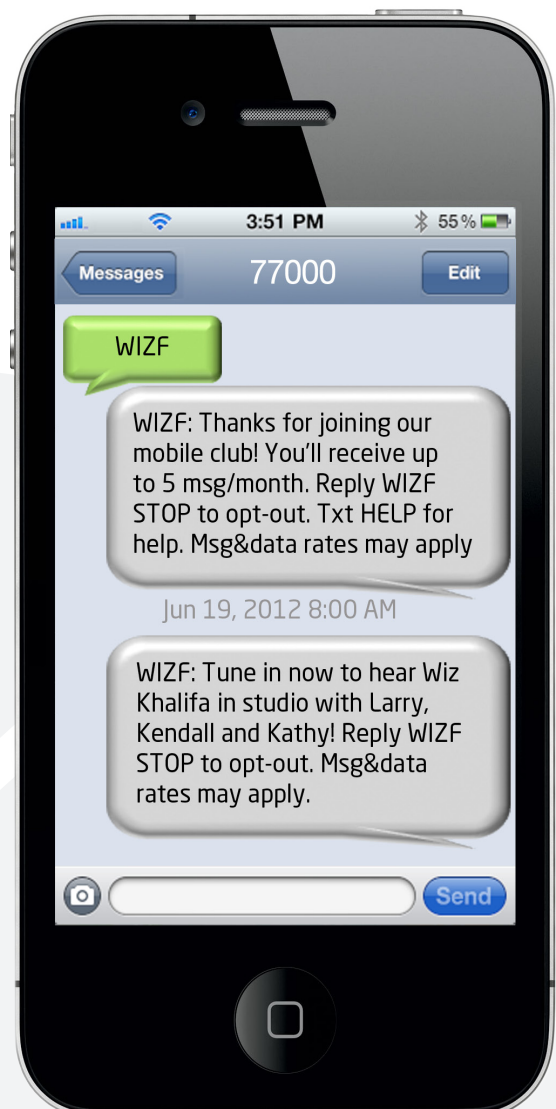 3:51 PM
55%
Messages
77000
Edit
WIZF
WIZF: Thanks for joining our
mobile club! You'll receive up
to 5 msg/month. Reply WIZF
STOP to opt-out. Txt HELP for
help. Msg&data rates may apply
Jun 19, 2012 8:00 AM
WIZF: Tune in now to hear Wiz
Khalifa in studio with Larry,
Kendall and Kathy! Reply WIZF
STOP to opt-out. Msg&data
rates may apply.
Send